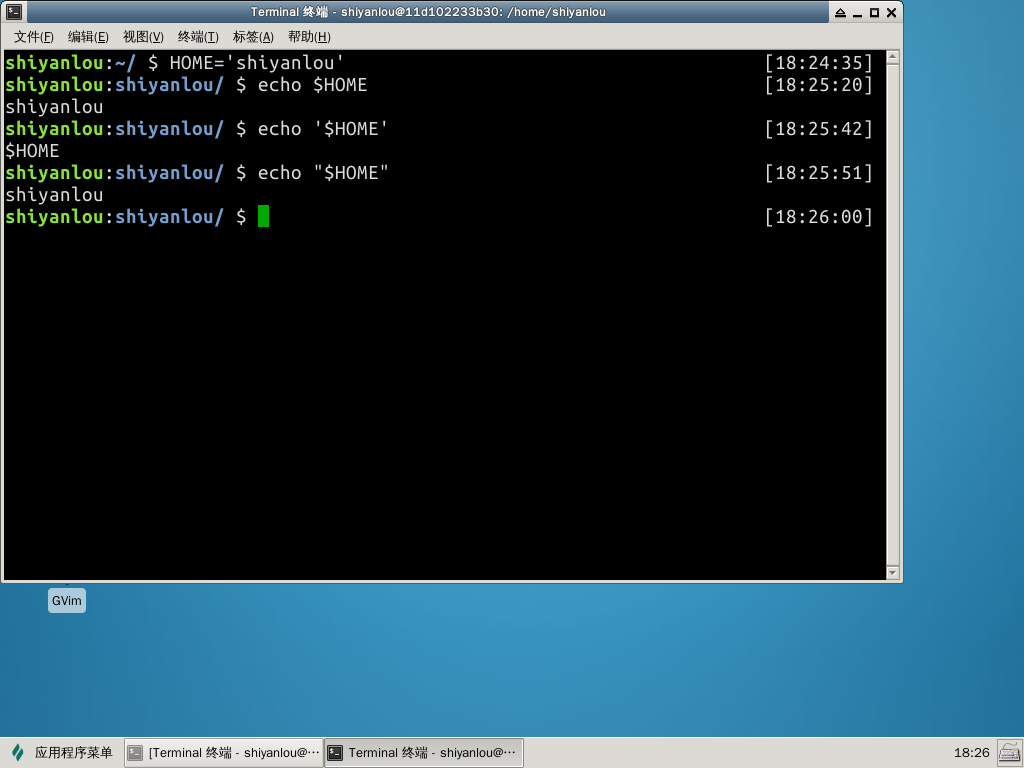 Terminal 终端 - shiyanlou@11d102233b30: /home/shiyanlou
文件(F) 编辑(E) 视图(V) 终端(T) 标签(A) 帮助(H)
shiyanlou:~/ $ HOME='shiyanlou' [18:24:35]
shiyanlou:shiyanlou/ $ echo $HOME [18:25:20]
shiyanlou
shiyanlou:shiyanlou/ $ echo '$HOME' [18:25:42]
$HOME
shiyanlou:shiyanlou/ $ echo "$HOME" [18:25:51]
shiyanlou
shiyanlou:shiyanlou/ $ [18:26:00]
GVim
应用程序菜单 [Terminal 终端 - shiyanlou@⋯ Terminal 终端 - shiyanlou@⋯ 18:26